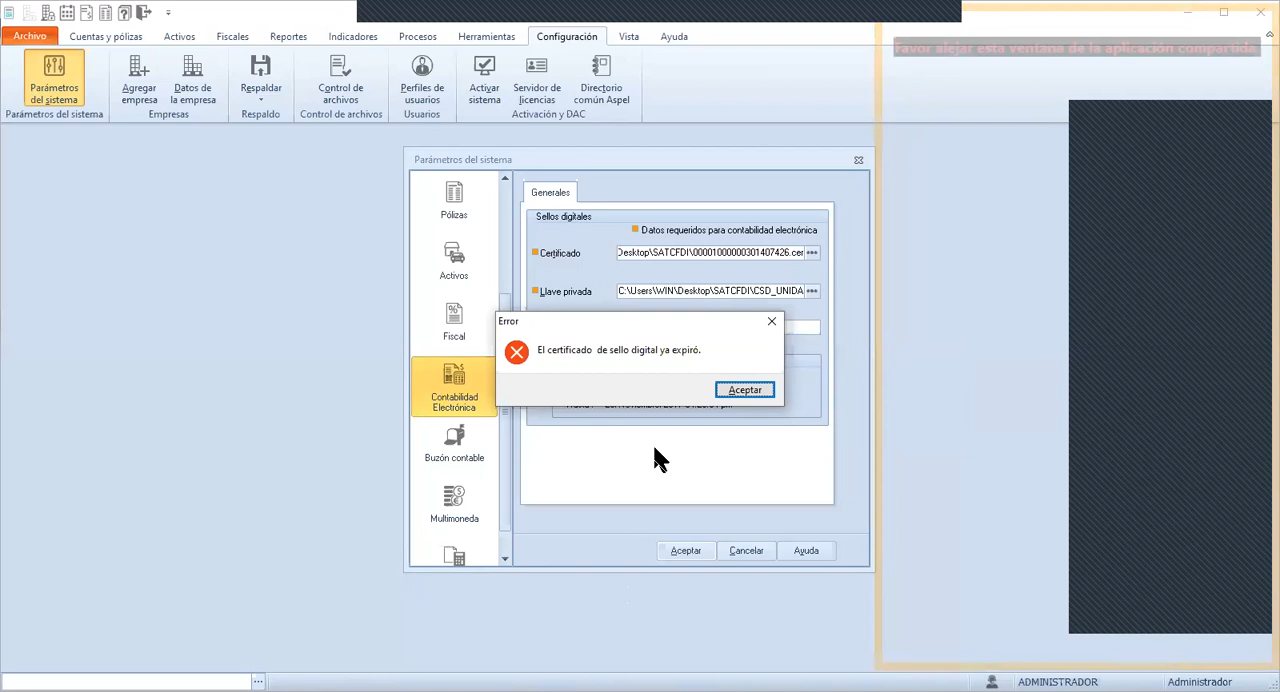 Archivo Cuentas y pólizas Activos Fiscales Reportes Indicadores Procesos Herramientas Configuración Vista Ayuda
Favor alejar esta ventana de la aplicación compartida
Parámetros
del sistema
Agregar
empresa
Datos de
la empresa
Respaldar
Control de
archivos
Perfiles de
usuarios
Activar
sistema
Servidor de
licencias
Directorio
común Aspel
Parámetros del sistema Empresas Respaldo Control de archivos Usuarios Activación y DAC
Parámetros del sistema
Pólizas
Activos
Fiscal
Contabilidad
Electrónica
Buzón contable
Multimoneda
Generales
Sellos digitales
Datos requeridos para contabilidad electrónica
Certificado Desktop\SATCFDI\00001000000301407426.cer
Llave privada C:\Users\WIN\Desktop\SATCFDI\CSD_UNIDA
Error
El certificado de sello digital ya expiró.
Aceptar
Aceptar Cancelar Ayuda
ADMINISTRADOR Administrador